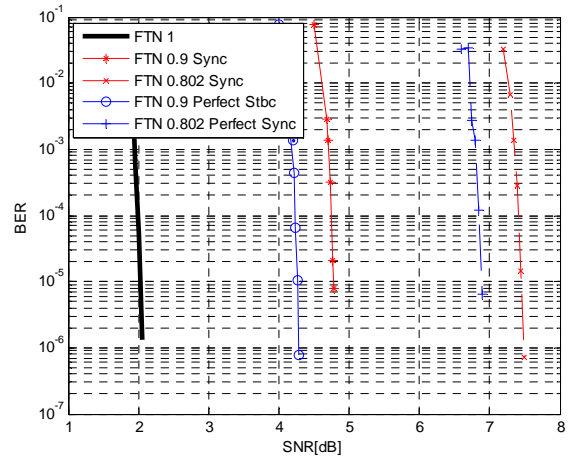 10^-1
10^-2
10^-3
10^-4
10^-5
10^-6
10^-7
BER
FTN 1
FTN 0.9 Sync
FTN 0.802 Sync
FTN 0.9 Perfect Stbc
FTN 0.802 Perfect Sync
1 2 3 4 5 6 7 8
SNR[dB]